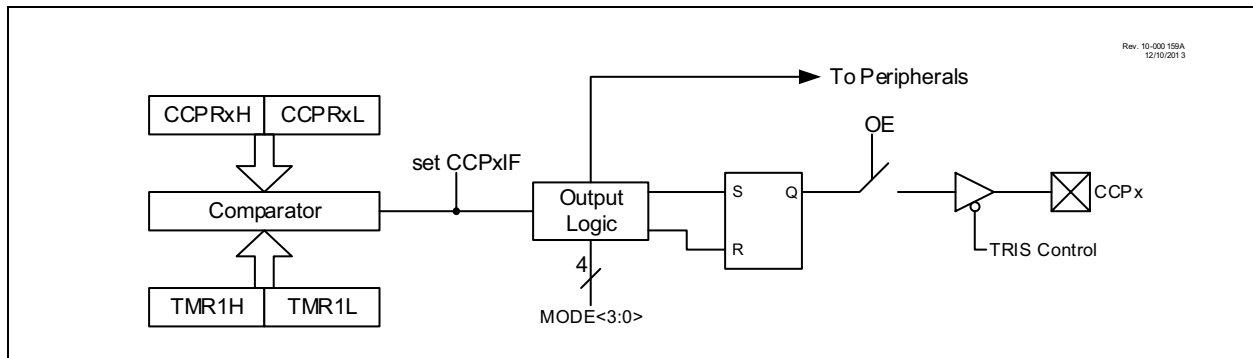 Rev. 10-000 159A
12/10/201 3
To Peripherals
CCPRxH CCPRxL
OE
set CCPxIF
Comparator
Output
Logic
S
Q
R
CCPx
TRIS Control
4
TMR1H TMR1L
MODE<3:0>